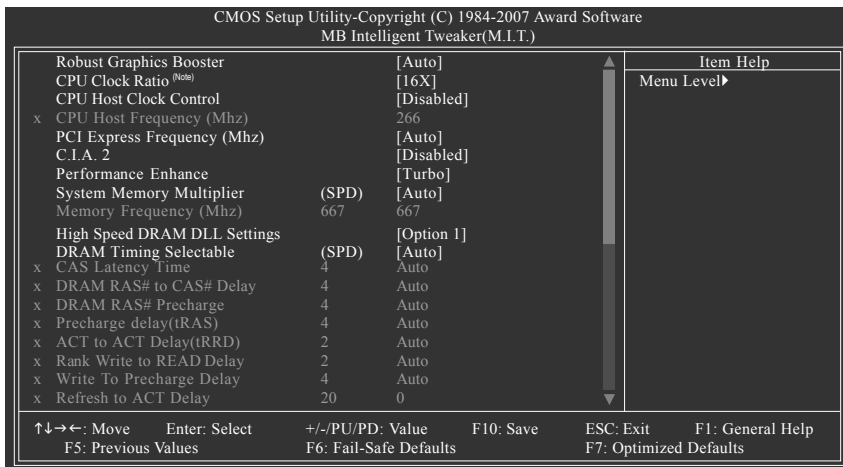 CMOS Setup Utility-Copyright (C) 1984-2007 Award Software
MB Intelligent Tweaker(M.I.T.)
Robust Graphics Booster [Auto]
CPU Clock Ratio (Note) [16X]
CPU Host Clock Control [Disabled]
x CPU Host Frequency (Mhz) 266
PCI Express Frequency (Mhz) [Auto]
C.I.A. 2 [Disabled]
Performance Enhance [Turbo]
System Memory Multiplier (SPD) [Auto]
Memory Frequency (Mhz) 667 667
High Speed DRAM DLL Settings [Option 1]
DRAM Timing Selectable (SPD) [Auto]
x CAS Latency Time 4 Auto
x DRAM RAS# to CAS# Delay 4 Auto
x DRAM RAS# Precharge 4 Auto
x Precharge delay(tRAS) 4 Auto
x ACT to ACT Delay(tRRD) 2 Auto
x Rank Write to READ Delay 2 Auto
x Write To Precharge Delay 4 Auto
x Refresh to ACT Delay 20 0
Item Help
Menu Level▶
↑↓→←: Move Enter: Select +/-/PU/PD: Value F10: Save ESC: Exit F1: General Help
F5: Previous Values F6: Fail-Safe Defaults F7: Optimized Defaults